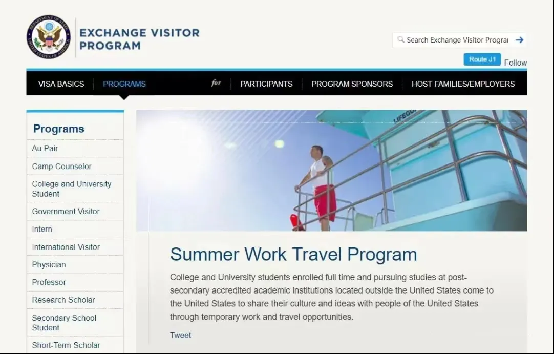 EXCHANGE VISITOR
PROGRAM
Search Exchange Visitor Progra
Route J1
Follow
VISA BASICS
PROGRAMS
for
PARTICIPANTS
PROGRAM SPONSORS
HOST FAMILIES/EMPLOYERS
Programs
Au Pair
Camp Counselor
College and University
Student
Government Visitor
Intern
International Visitor
Physician
Professor
Research Scholar
Secondary School
Student
Short-Term Scholar
LIFEGU
Summer Work Travel Program
College and University students enrolled full time and pursuing studies at post-
secondary accredited academic institutions located outside the United States come to
the United States to share their culture and ideas with people of the United States
through temporary work and travel opportunities.
Tweet